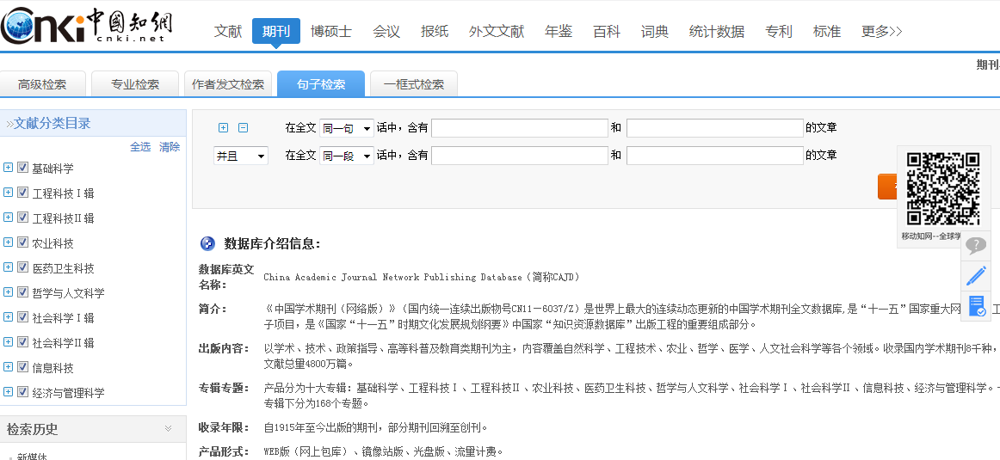 Cnki中國知網
cnki.net
文献 期刊 博硕士 会议 报纸 外文文献 年鉴 百科 词典 统计数据 专利 标准 更多>>
期刊
高级检索 专业检索 作者发文检索 句子检索 一框式检索
文献分类目录
全选 清除
基础科学
工程科技Ⅰ辑
工程科技Ⅱ辑
农业科技
医药卫生科技
哲学与人文科学
社会科学Ⅰ辑
社会科学Ⅱ辑
信息科技
经济与管理科学
检索历史
新媒体
在全文 同一句 话中，含有 和 的文章
并且 在全文 同一段 话中，含有 和 的文章
移动知网--全球学
数据库介绍信息：
数据库英文名称： China Academic Journal Network Publishing Database（简称CAJD）
简介： 《中国学术期刊（网络版）》（国内统一连续出版物号CN11－6037/Z）是世界上最大的连续动态更新的中国学术期刊全文数据库,是“十一五”国家重大网
子项目，是《国家“十一五”时期文化发展规划纲要》中国家“知识资源数据库”出版工程的重要组成部分。
出版内容： 以学术、技术、政策指导、高等科普及教育类期刊为主，内容覆盖自然科学、工程技术、农业、哲学、医学、人文社会科学等各个领域。收录国内学术期刊8千种，
文献总量4800万篇。
专辑专题： 产品分为十大专辑：基础科学、工程科技Ⅰ、工程科技Ⅱ、农业科技、医药卫生科技、哲学与人文科学、社会科学Ⅰ、社会科学Ⅱ、信息科技、经济与管理科学。
专辑下分为168个专题。
收录年限： 自1915年至今出版的期刊，部分期刊回溯至创刊。
产品形式： WEB版（网上包库）、镜像站版、光盘版、流量计费。